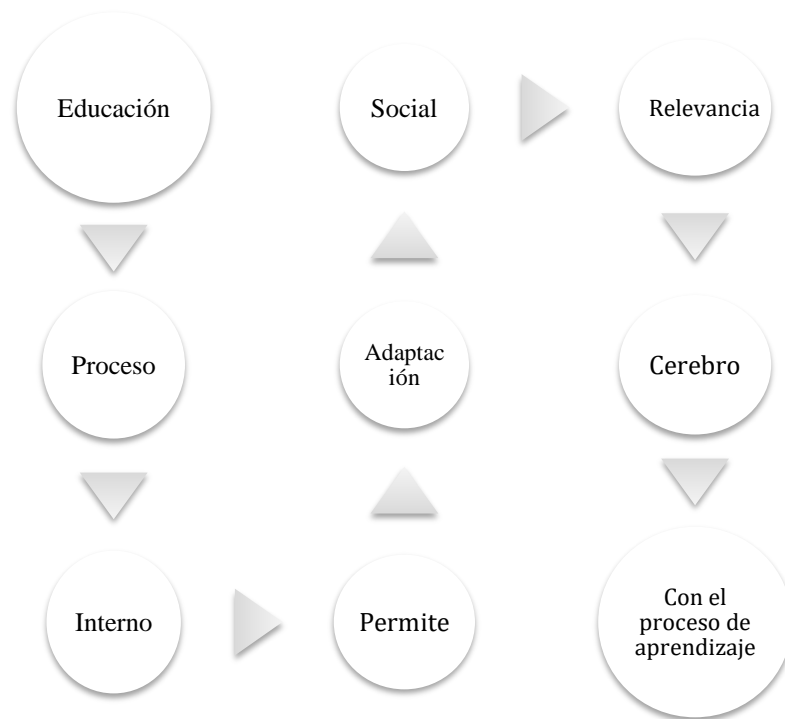 Educación
Proceso
Interno
Permite
Adaptac
ión
Social
Relevancia
Cerebro
Con el
proceso de
aprendizaje